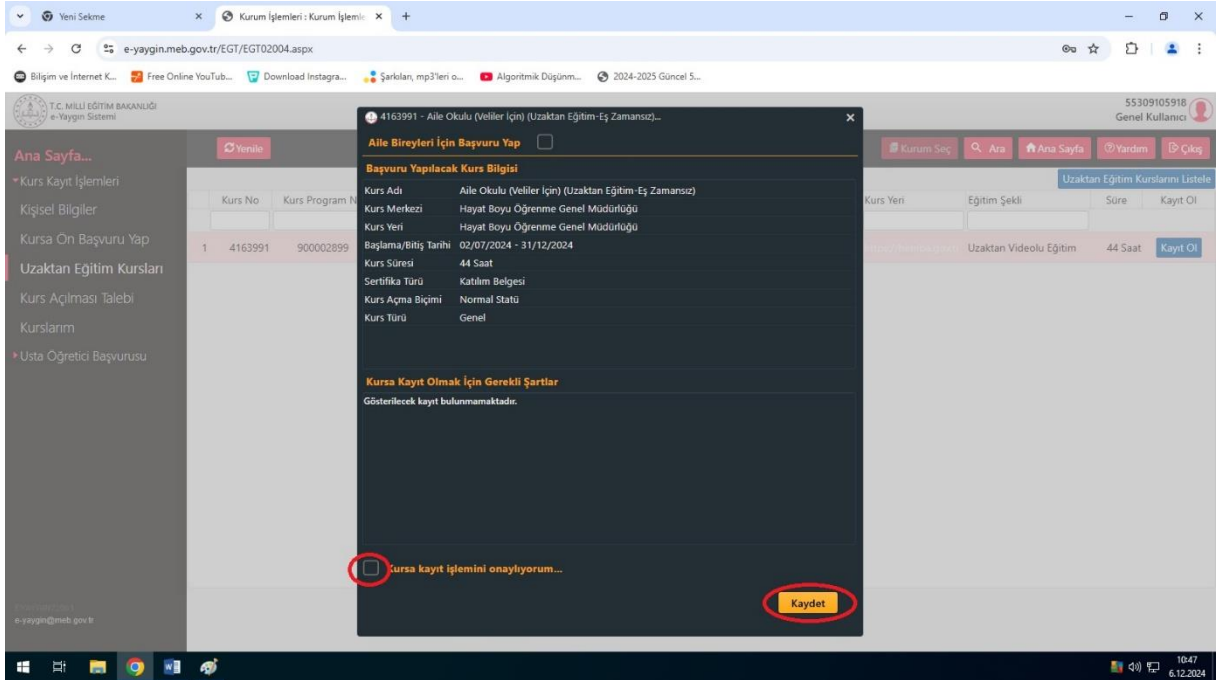 Yeni Sekme
Kurum İşlemleri : Kurum İşlemle
e-yaygin.meb.gov.tr/EGT/EGT02004.aspx
Bilişim ve İnternet K...
Free Online YouTub...
Download Instagra...
Şarkıları, mp3'leri o...
Algoritmik Düşünm...
2024-2025 Güncel 5...
T.C. MİLLİ EĞİTİM BAKANLIĞI
e-Yaygın Sistemi
55309105918
Genel Kullanıcı
Ana Sayfa...
Kurs Kayıt İşlemleri
Kişisel Bilgiler
Kursa Ön Başvuru Yap
Uzaktan Eğitim Kursları
Kurs Açılması Talebi
Kurslarım
Usta Öğretici Başvurusu
e-yaygin@meb.gov.tr
Yenile
Kurum Seç
Ara
Ana Sayfa
Yardım
Çıkış
Uzaktan Eğitim Kurslarını Listele
Kurs No
Kurs Program N
Kurs Yeri
Eğitim Şekli
Süre
Kayıt Ol
1
4163991
900002899
Uzaktan Videolu Eğitim
44 Saat
Kayıt Ol
4163991 - Aile Okulu (Veliler İçin) (Uzaktan Eğitim-Eş Zamansız)...
Aile Bireyleri İçin Başvuru Yap
Başvuru Yapılacak Kurs Bilgisi
Kurs Adı Aile Okulu (Veliler İçin) (Uzaktan Eğitim-Eş Zamansız)
Kurs Merkezi Hayat Boyu Öğrenme Genel Müdürlüğü
Kurs Yeri Hayat Boyu Öğrenme Genel Müdürlüğü
Başlama/Bitiş Tarihi 02/07/2024 - 31/12/2024
Kurs Süresi 44 Saat
Sertifika Türü Katılım Belgesi
Kurs Açma Biçimi Normal Statü
Kurs Türü Genel
Kursa Kayıt Olmak İçin Gerekli Şartlar
Gösterilecek kayıt bulunmamaktadır.
Kursa kayıt işlemini onaylıyorum...
Kaydet
10:47
6.12.2024